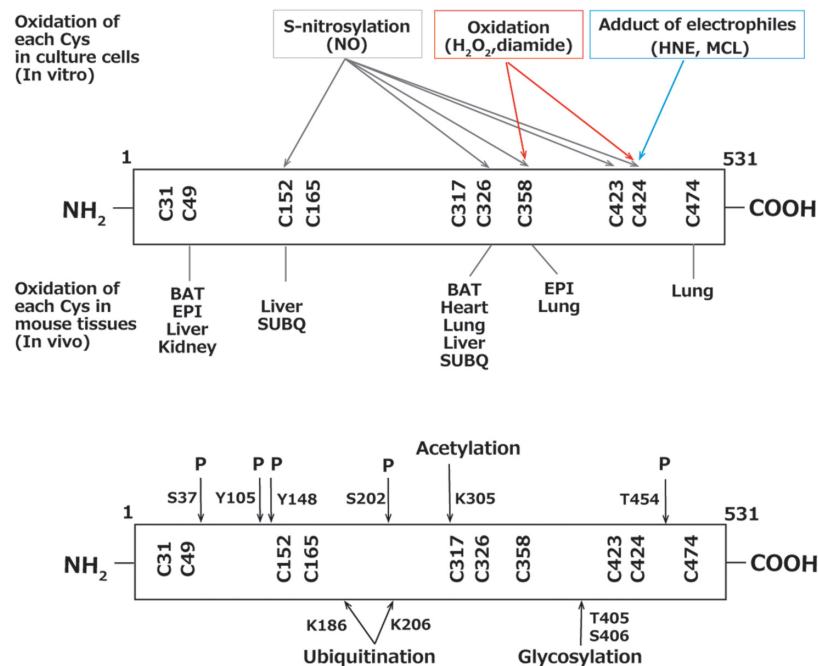 Oxidation of
each Cys
in culture cells
(In vitro)
S-nitrosylation
(NO)
Oxidation
(H₂O₂,diamide)
Adduct of electrophiles
(HNE, MCL)
1
531
NH₂
C31
C49
C152
C165
C317
C326
C358
C423
C424
C474
COOH
Oxidation of
each Cys in
mouse tissues
(In vivo)
BAT
EPI
Liver
Kidney
Liver
SUBQ
BAT
Heart
Lung
Liver
SUBQ
EPI
Lung
Lung
Acetylation
P
P
P
P
P
S37
Y105
Y148
S202
K305
T454
1
531
NH₂
C31
C49
C152
C165
C317
C326
C358
C423
C424
C474
COOH
K186
K206
T405
S406
Ubiquitination
Glycosylation